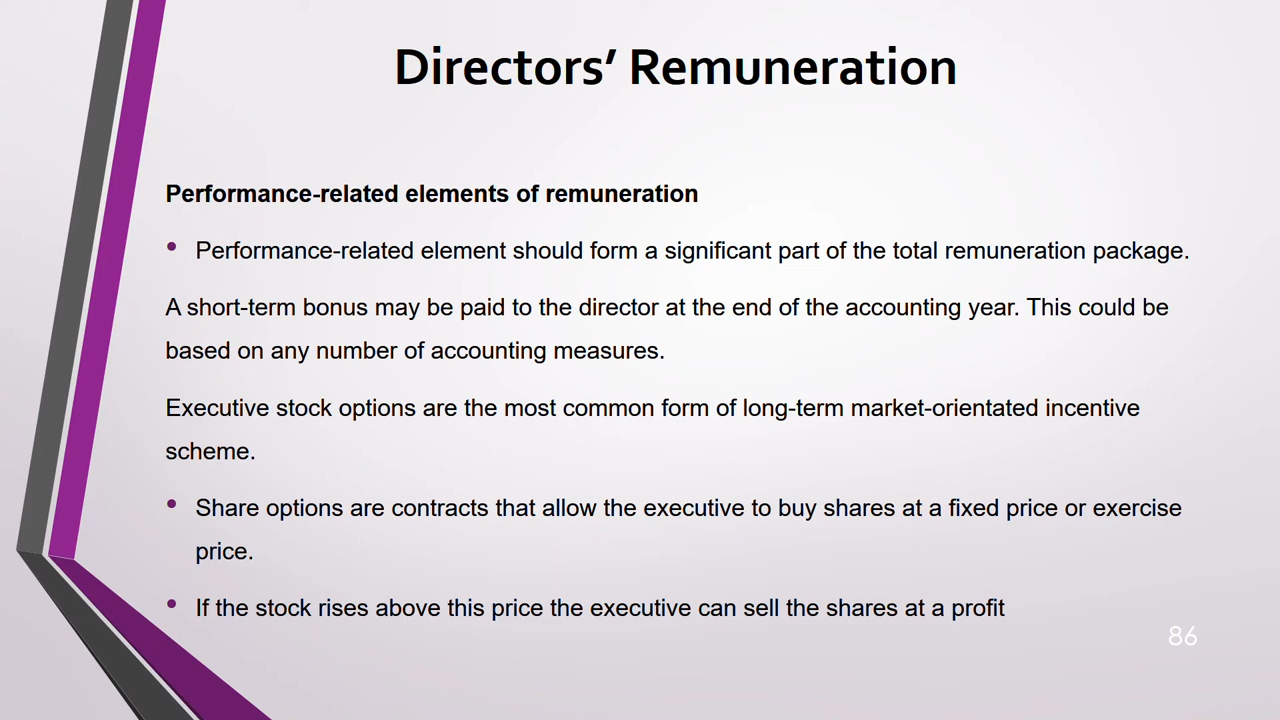 Directors’ Remuneration
Performance-related elements of remuneration
• Performance-related element should form a significant part of the total remuneration package.
A short-term bonus may be paid to the director at the end of the accounting year. This could be
based on any number of accounting measures.
Executive stock options are the most common form of long-term market-orientated incentive
scheme.
• Share options are contracts that allow the executive to buy shares at a fixed price or exercise
price.
• If the stock rises above this price the executive can sell the shares at a profit
86